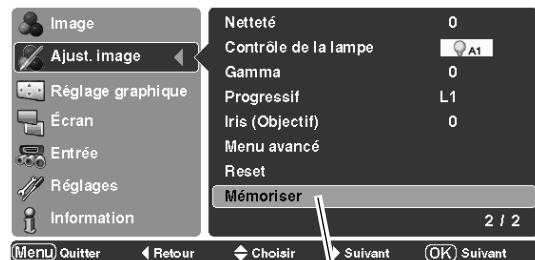 Image
Ajust. image
Réglage graphique
Écran
Entrée
Réglages
Information
Netteté 0
Contrôle de la lampe A1
Gamma 0
Progressif L1
Iris (Objectif) 0
Menu avancé
Reset
Mémoriser
2 / 2
Menu Quitter Retour Choisir Suivant OK Suivant